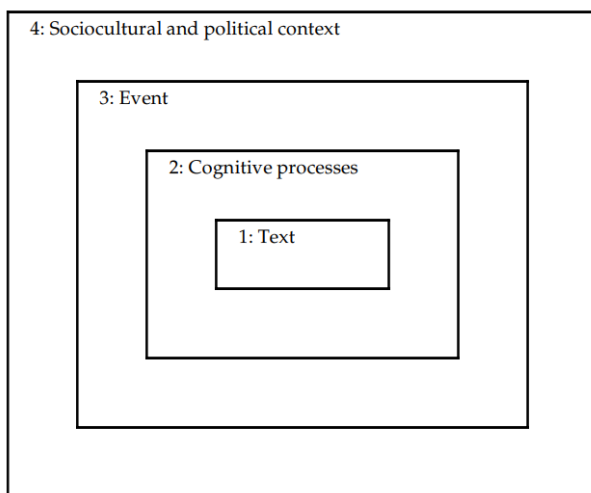 4: Sociocultural and political context
3: Event
2: Cognitive processes
1: Text